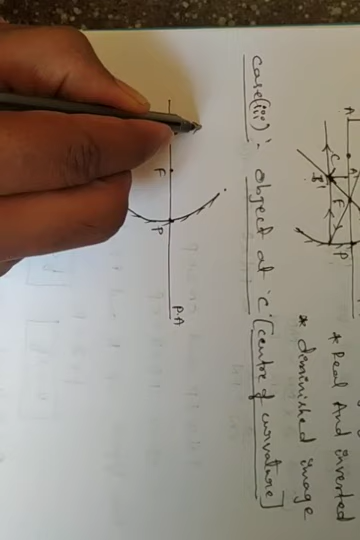 A
A
C
B'
F
P
* Real And inverted
* diminished image
Case(iii): object at 'C' [centre of curvature]
F
P
P.A